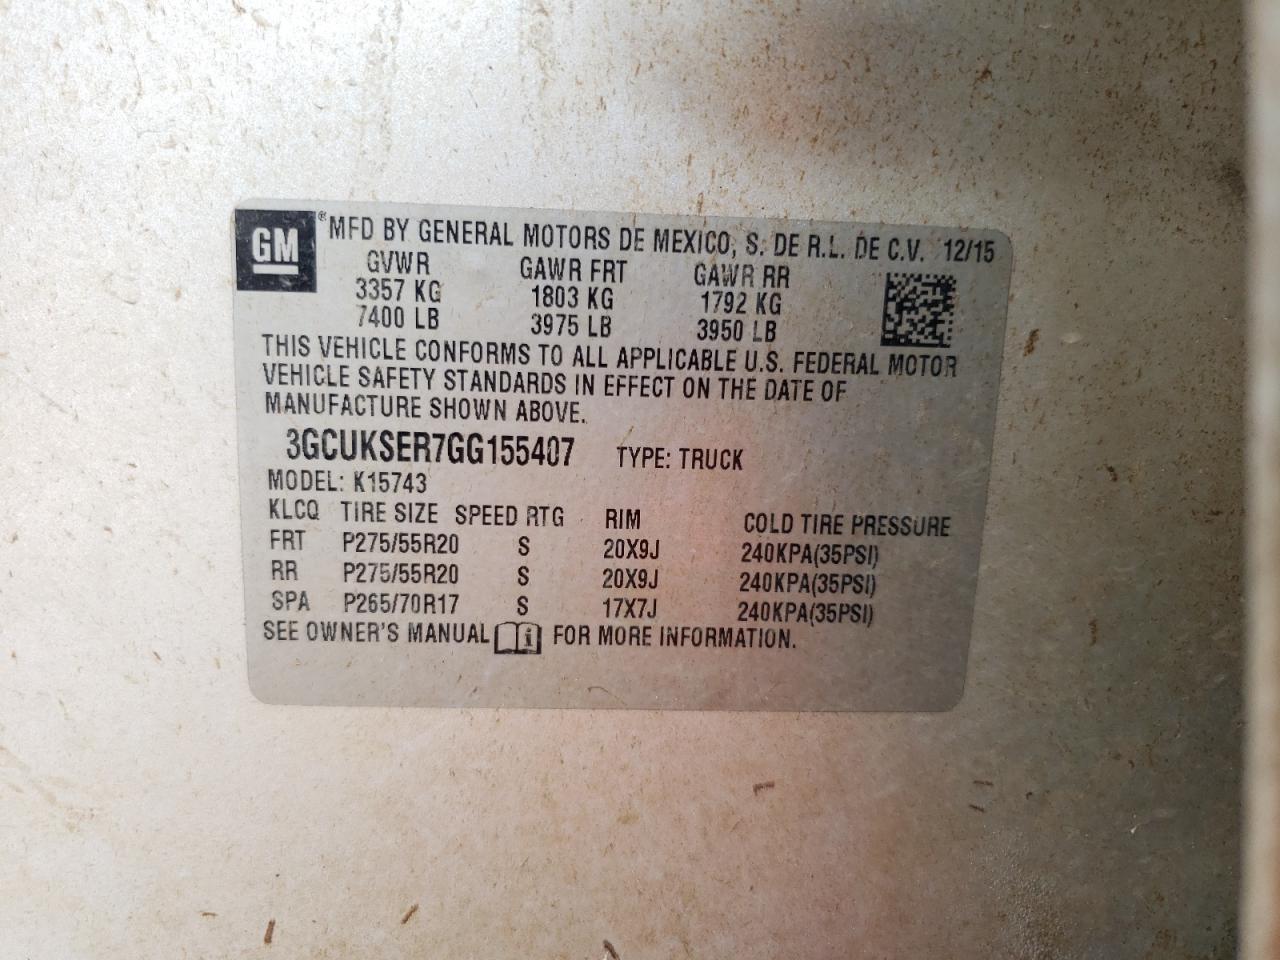 GM ® MFD BY GENERAL MOTORS DE MEXICO, S. DE R.L. DE C.V. 12/15
GVWR GAWR FRT GAWR RR
3357 KG 1803 KG 1792 KG
7400 LB 3975 LB 3950 LB
THIS VEHICLE CONFORMS TO ALL APPLICABLE U.S. FEDERAL MOTOR
VEHICLE SAFETY STANDARDS IN EFFECT ON THE DATE OF
MANUFACTURE SHOWN ABOVE.
3GCUKSER7GG155407 TYPE: TRUCK
MODEL: K15743
KLCQ TIRE SIZE SPEED RTG RIM COLD TIRE PRESSURE
FRT P275/55R20 S 20X9J 240KPA(35PSI)
RR P275/55R20 S 20X9J 240KPA(35PSI)
SPA P265/70R17 S 17X7J 240KPA(35PSI)
SEE OWNER'S MANUAL i FOR MORE INFORMATION.